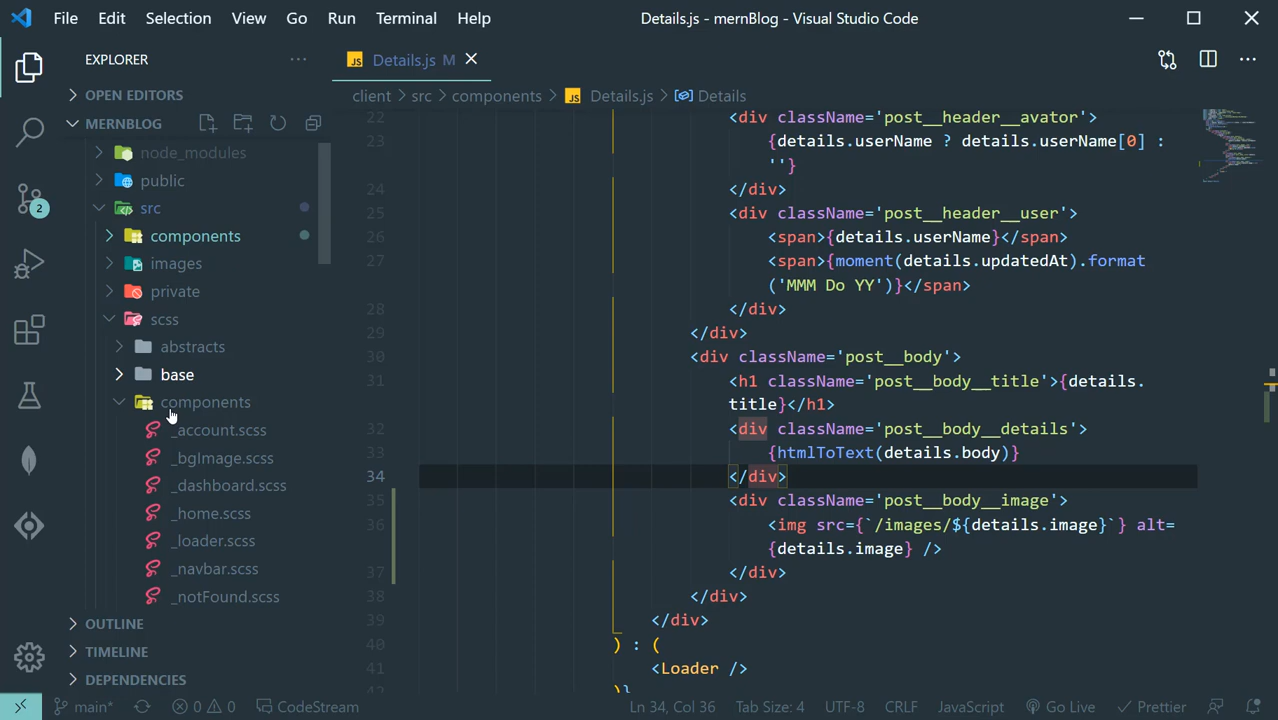 File Edit Selection View Go Run Terminal Help Details.js - mernBlog - Visual Studio Code
EXPLORER
OPEN EDITORS
MERNBLOG
node_modules
public
src
components
images
private
scss
abstracts
base
components
_account.scss
_bgImage.scss
_dashboard.scss
_home.scss
_loader.scss
_navbar.scss
_notFound.scss
OUTLINE
TIMELINE
DEPENDENCIES
2
JS Details.js M
client > src > components > JS Details.js > Details
22 <div className='post__header__avator'>
23 {details.userName ? details.userName[0] :
''}
24 </div>
25 <div className='post__header__user'>
26 <span>{details.userName}</span>
27 <span>{moment(details.updatedAt).format
('MMM Do YY')}</span>
28 </div>
29 </div>
30 <div className='post__body'>
31 <h1 className='post__body__title'>{details.
title}</h1>
32 <div className='post__body__details'>
33 {htmlToText(details.body)}
34 </div>
35 <div className='post__body__image'>
36 <img src={`/images/${details.image}`} alt=
{details.image} />
37 </div>
38 </div>
39 </div>
40 ) : (
41 <Loader />
42 )}
main* 0 0 CodeStream Ln 34, Col 36 Tab Size: 4 UTF-8 CRLF JavaScript Go Live Prettier